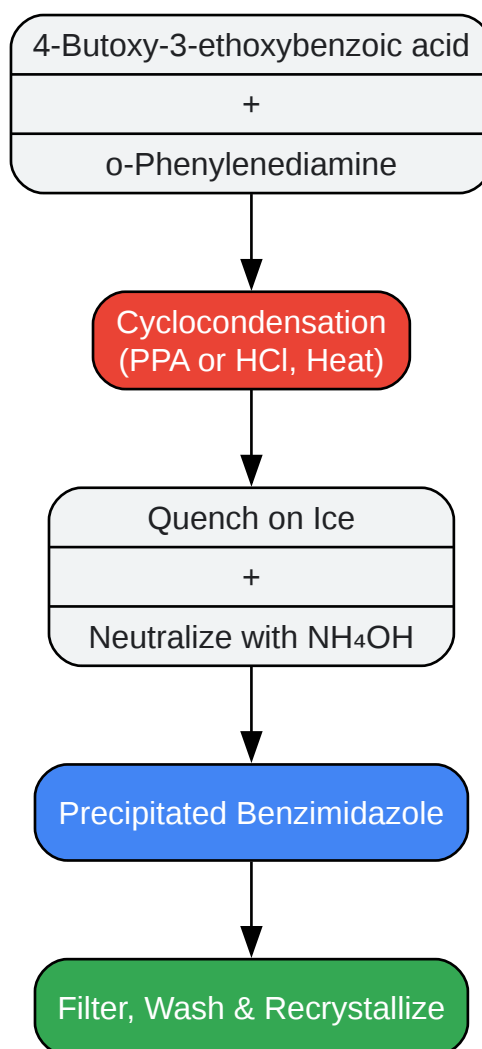 4-Butoxy-3-ethoxybenzoic acid
+
o-Phenylenediamine
Cyclocondensation
(PPA or HCl, Heat)
Quench on Ice
+
Neutralize with NH₄OH
Precipitated Benzimidazole
Filter, Wash & Recrystallize